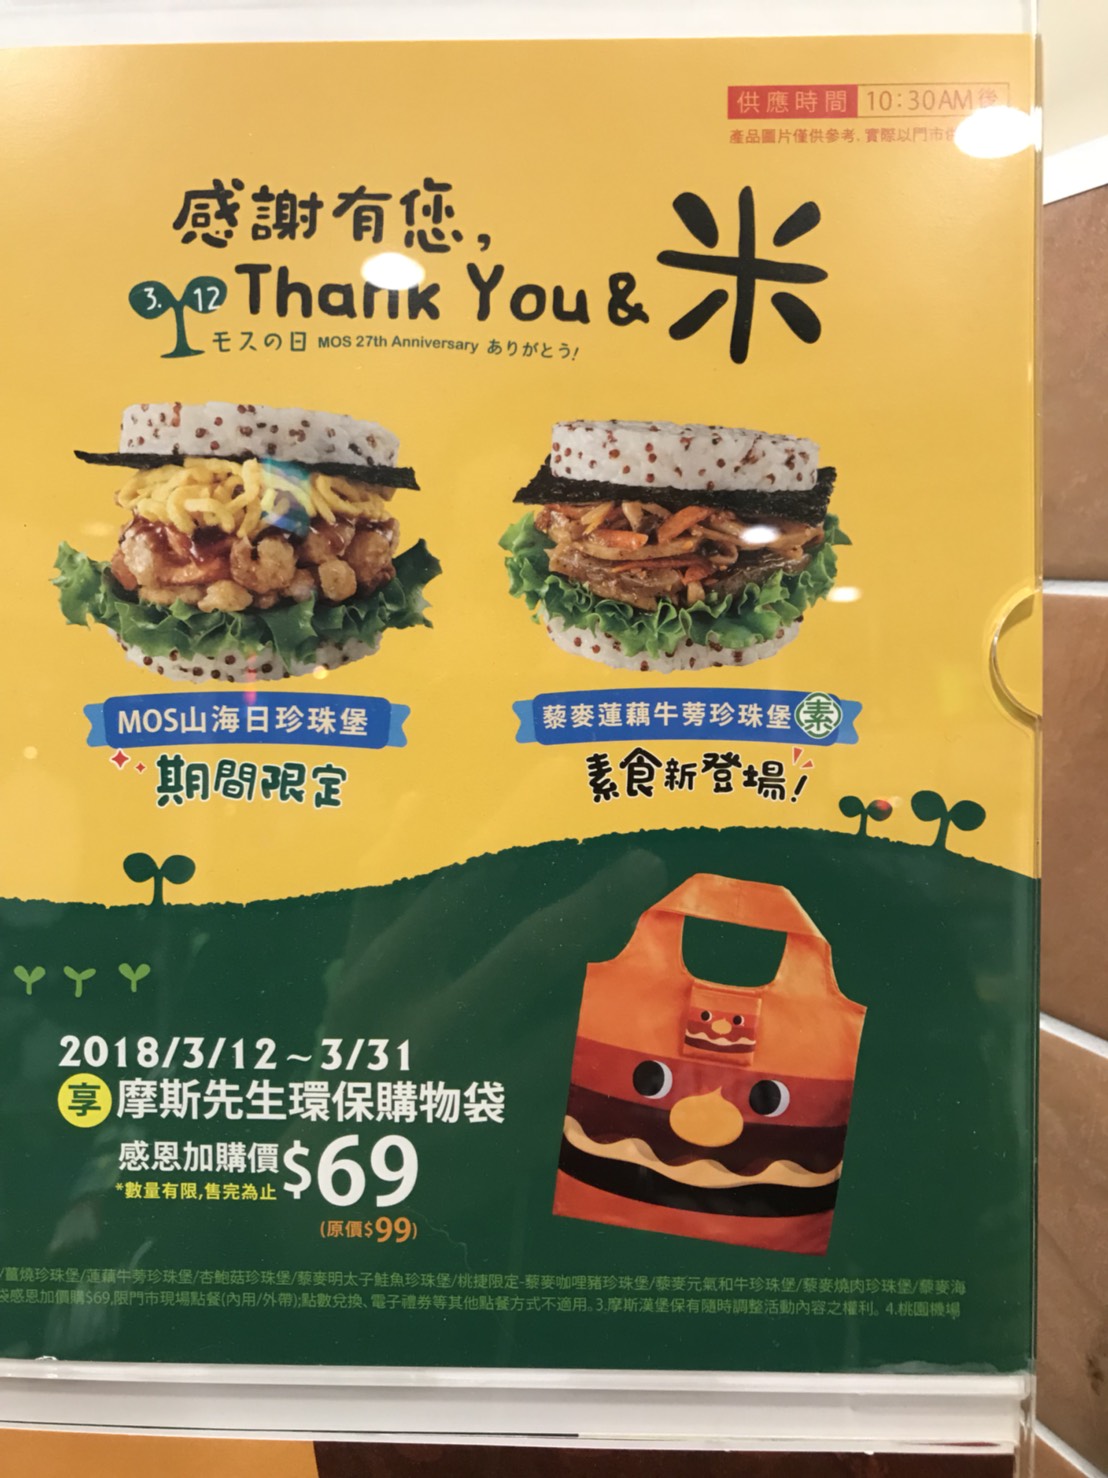 供應時間 10:30AM後
產品圖片僅供參考. 實際以門市
感謝有您,
3.12 Thank You & 米
モスの日 MOS 27th Anniversary ありがとう!
MOS山海日珍珠堡
期間限定
藜麥蓮藕牛蒡珍珠堡 素
素食新登場!
2018/3/12~3/31
享 摩斯先生環保購物袋
感恩加購價$69
*數量有限,售完為止
(原價$99)
/薑燒珍珠堡/蓮藕牛蒡珍珠堡/杏鮑菇珍珠堡/藜麥明太子鮭魚珍珠堡/桃捷限定-藜麥咖哩豬珍珠堡/藜麥元氣和牛珍珠堡/藜麥燒肉珍珠堡/藜麥海
袋感恩加價購$69,限門市現場點餐(內用/外帶);點數兌換、電子禮券等其他點餐方式不適用。3.摩斯漢堡保有隨時調整活動內容之權利。 4.桃園機場